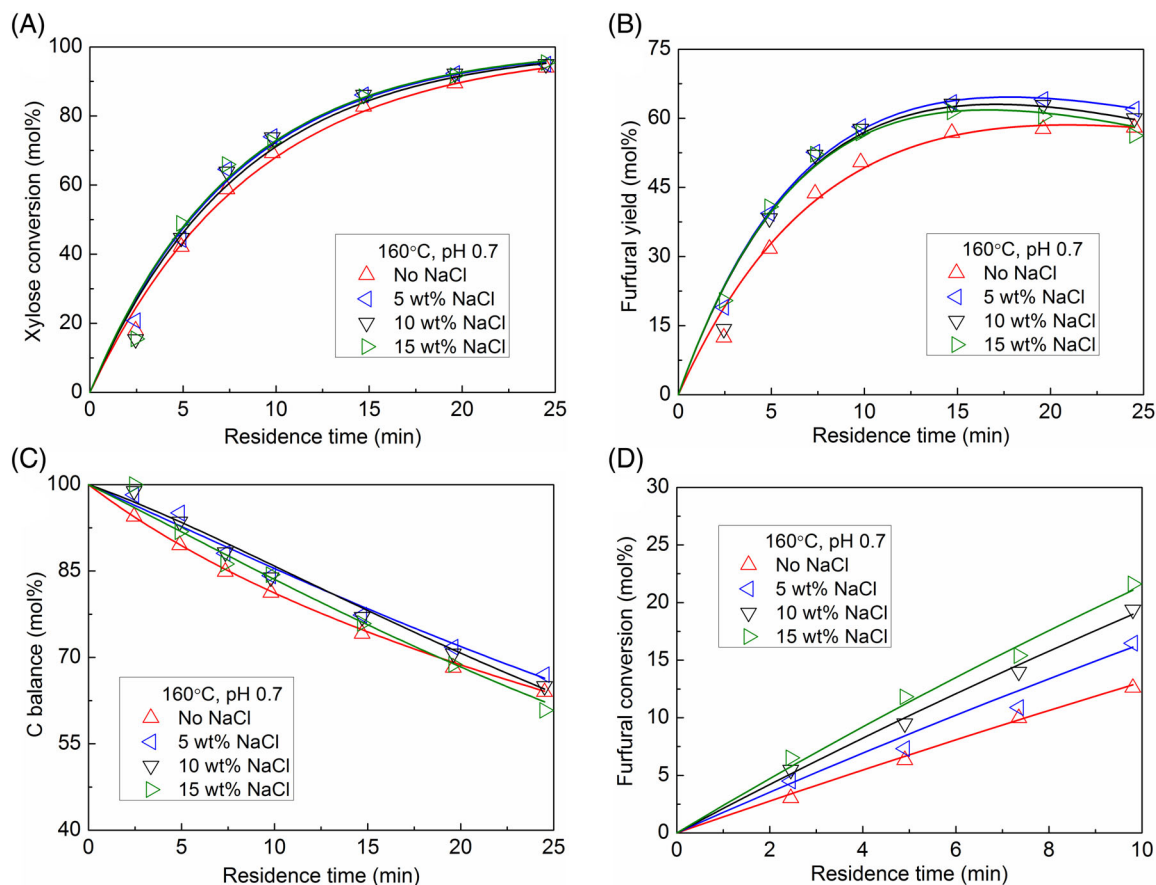 (A)
100
80
60
40
20
0
Xylose conversion (mol%)
160°C, pH 0.7
No NaCl
5 wt% NaCl
10 wt% NaCl
15 wt% NaCl
0 5 10 15 20 25
Residence time (min)
(B)
75
60
45
30
15
0
Furfural yield (mol%)
160°C, pH 0.7
No NaCl
5 wt% NaCl
10 wt% NaCl
15 wt% NaCl
0 5 10 15 20 25
Residence time (min)
(C)
100
85
70
55
40
C balance (mol%)
160°C, pH 0.7
No NaCl
5 wt% NaCl
10 wt% NaCl
15 wt% NaCl
0 5 10 15 20 25
Residence time (min)
(D)
30
25
20
15
10
5
0
Furfural conversion (mol%)
160°C, pH 0.7
No NaCl
5 wt% NaCl
10 wt% NaCl
15 wt% NaCl
0 2 4 6 8 10
Residence time (min)